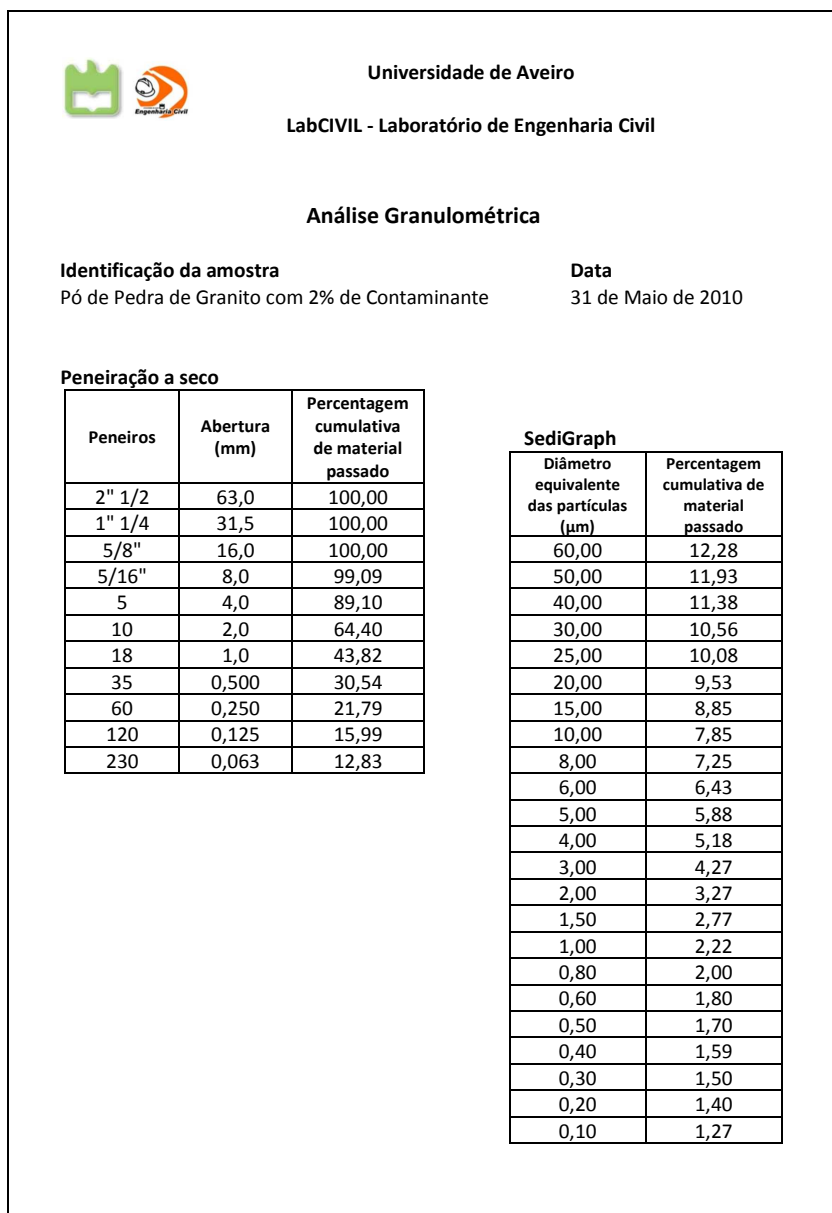 Engenharia Civil
Universidade de Aveiro
LabCIVIL - Laboratório de Engenharia Civil
Análise Granulométrica
Identificação da amostra Data
Pó de Pedra de Granito com 2% de Contaminante 31 de Maio de 2010
Peneiração a seco
Peneiros Abertura (mm) Percentagem cumulativa de material passado
2" 1/2 63,0 100,00
1" 1/4 31,5 100,00
5/8" 16,0 100,00
5/16" 8,0 99,09
5 4,0 89,10
10 2,0 64,40
18 1,0 43,82
35 0,500 30,54
60 0,250 21,79
120 0,125 15,99
230 0,063 12,83
SediGraph
Diâmetro equivalente das partículas (µm) Percentagem cumulativa de material passado
60,00 12,28
50,00 11,93
40,00 11,38
30,00 10,56
25,00 10,08
20,00 9,53
15,00 8,85
10,00 7,85
8,00 7,25
6,00 6,43
5,00 5,88
4,00 5,18
3,00 4,27
2,00 3,27
1,50 2,77
1,00 2,22
0,80 2,00
0,60 1,80
0,50 1,70
0,40 1,59
0,30 1,50
0,20 1,40
0,10 1,27